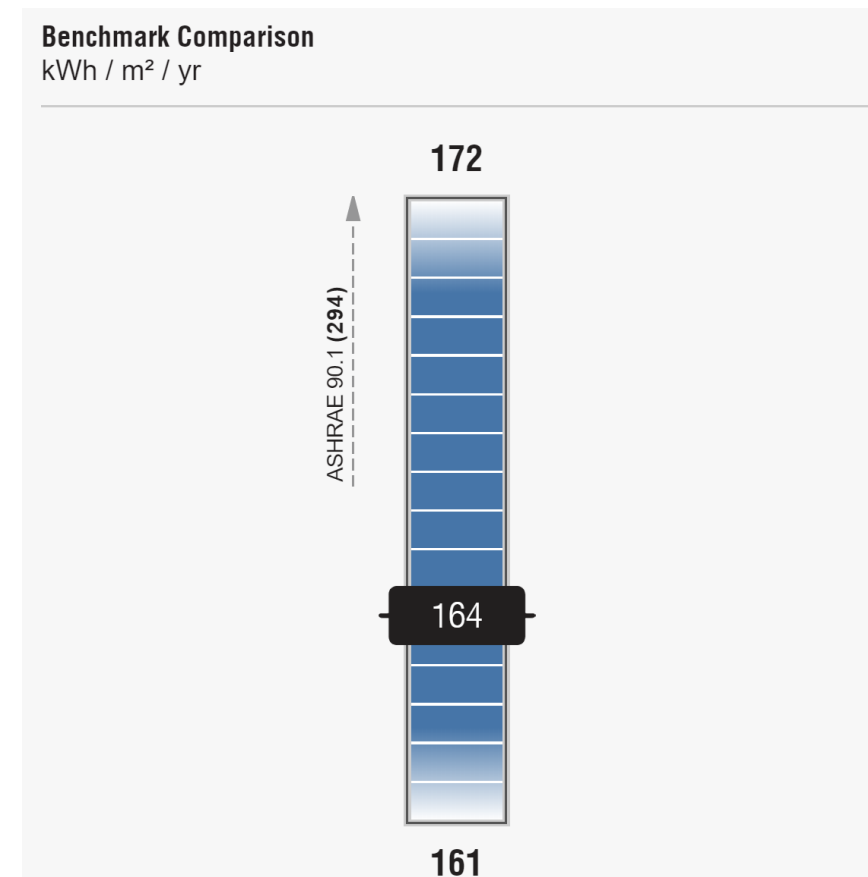 Benchmark Comparison
kWh / m² / yr
172
ASHRAE 90.1 (294)
164
161